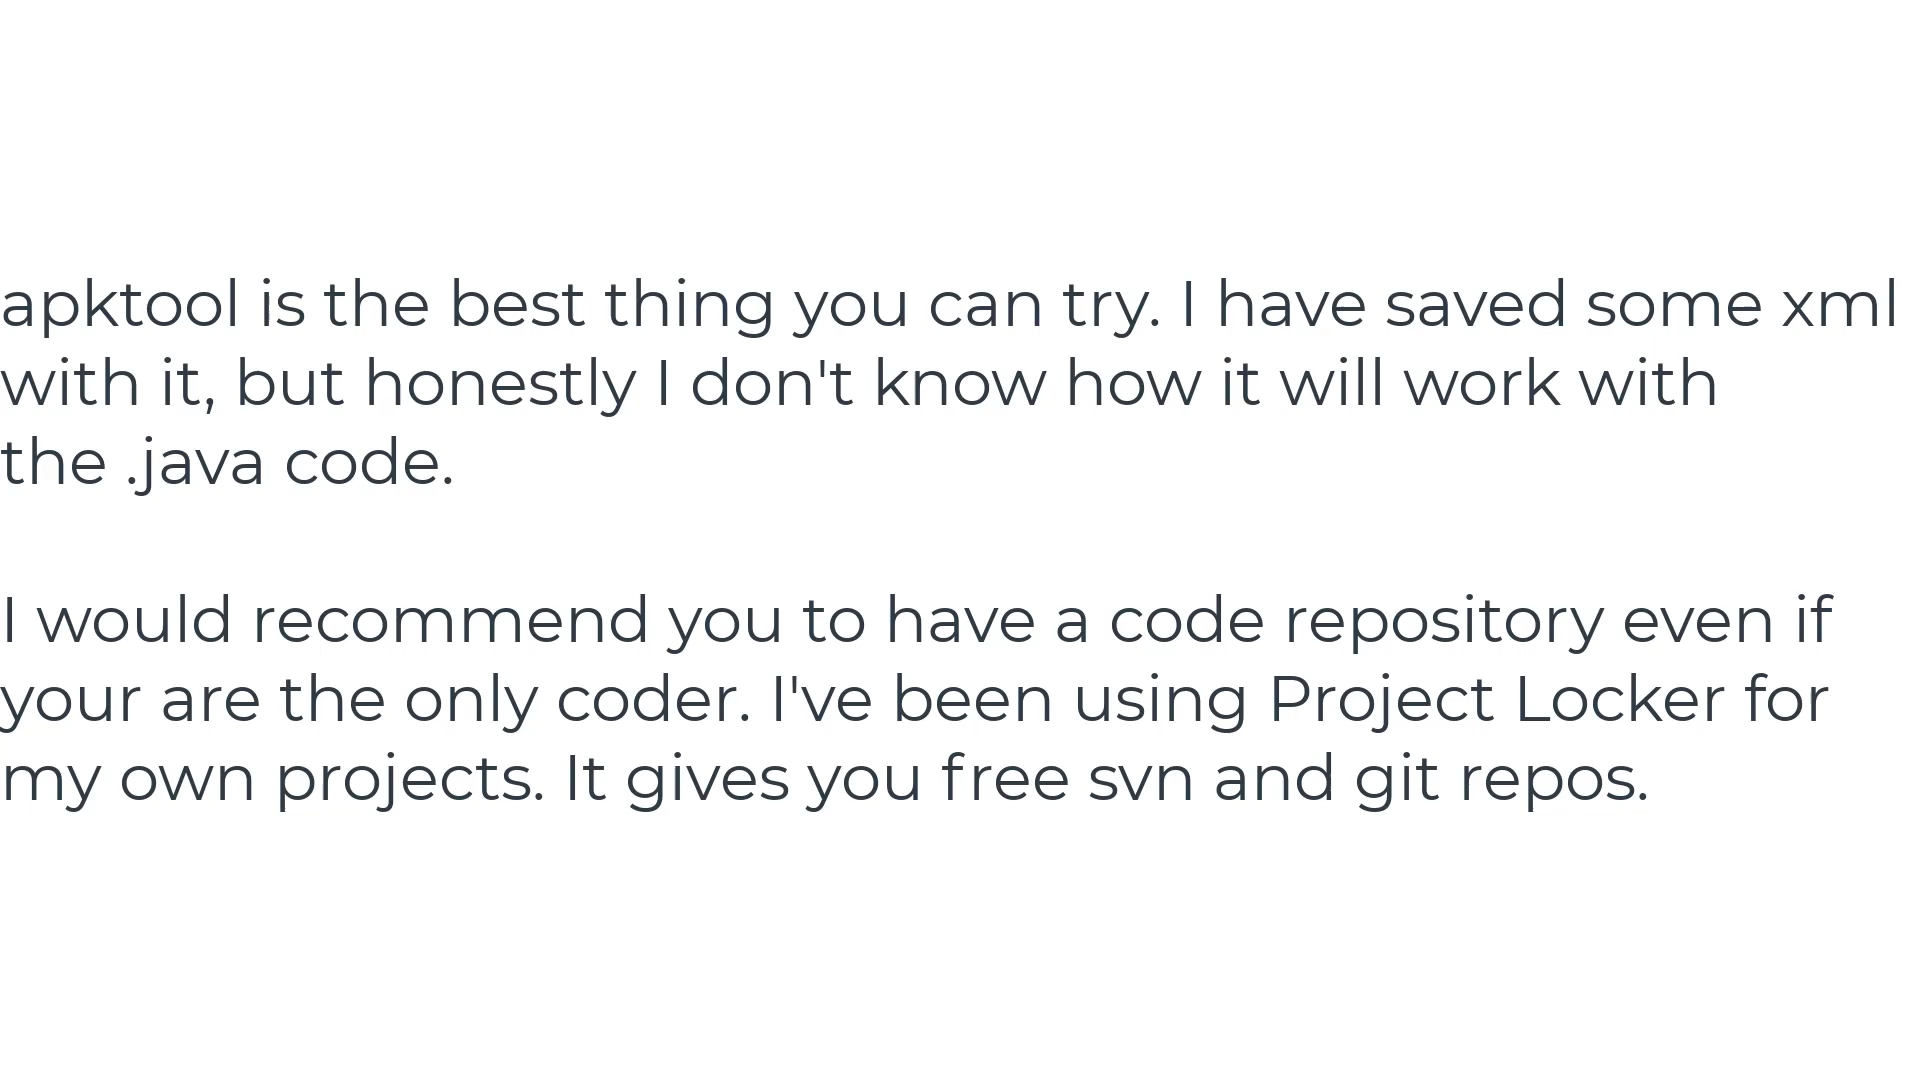 apktool is the best thing you can try. I have saved some xml
with it, but honestly I don't know how it will work with
the .java code.
I would recommend you to have a code repository even if
your are the only coder. I've been using Project Locker for
my own projects. It gives you free svn and git repos.